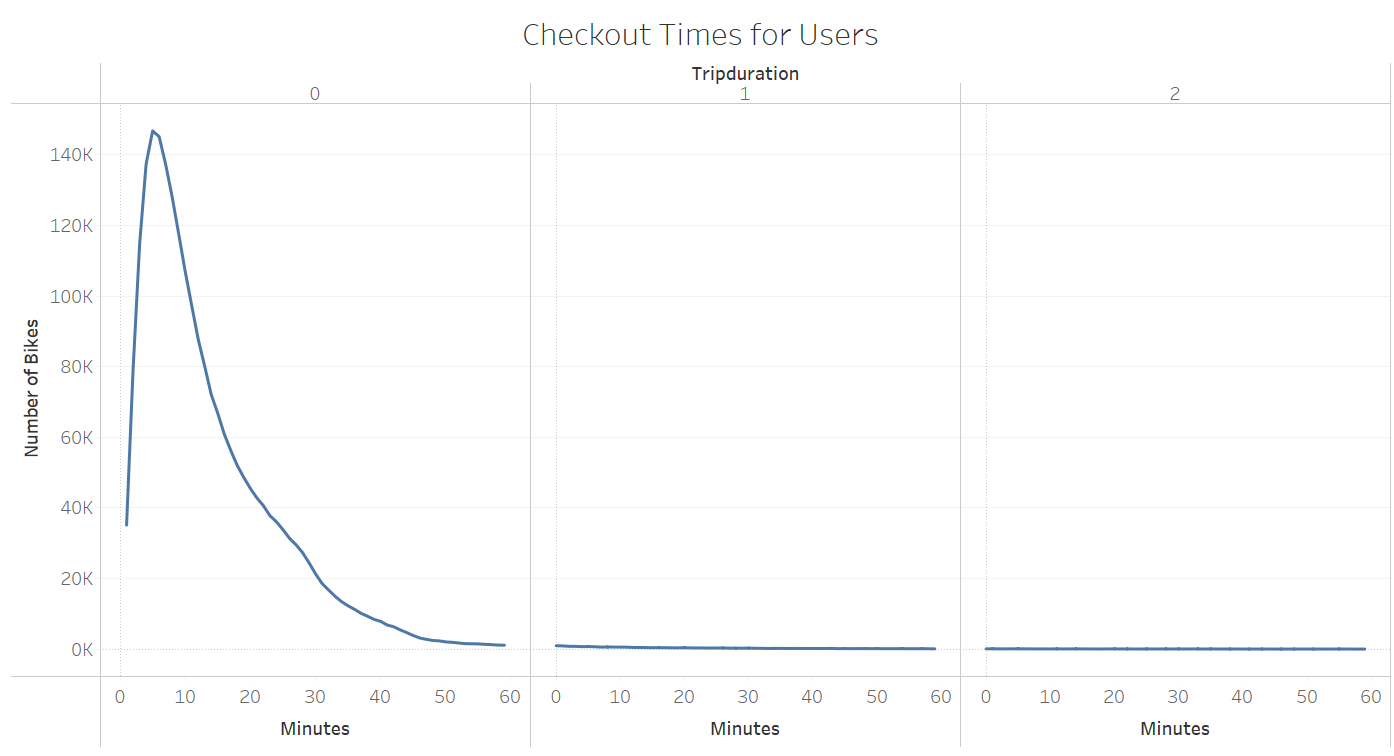 Checkout Times for Users
Tripduration
0 1 2
140K
120K
100K
80K
60K
40K
20K
0K
Number of Bikes
0 10 20 30 40 50 60 0 10 20 30 40 50 60 0 10 20 30 40 50 60
Minutes Minutes Minutes